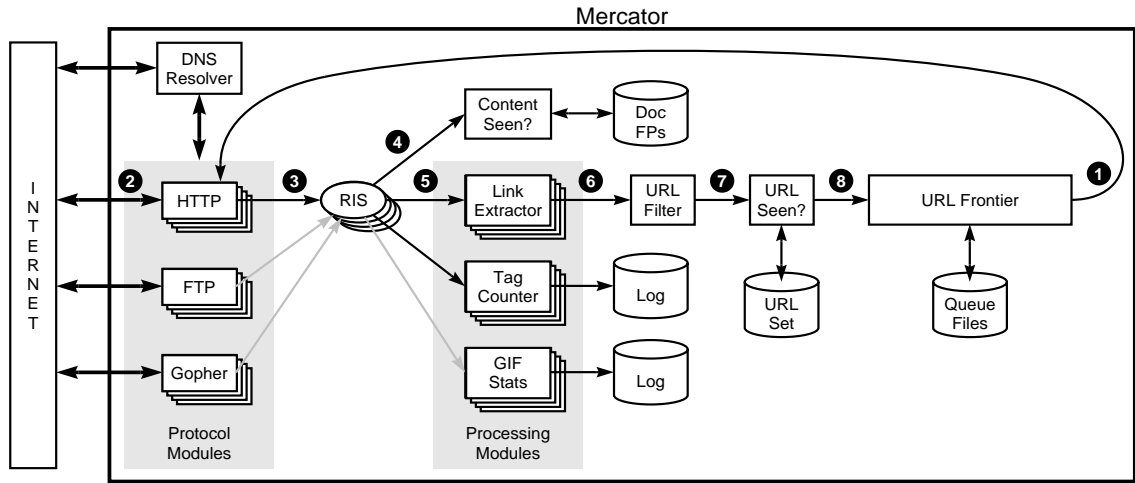 Mercator
INTERNET
DNS
Resolver
Content
Seen?
Doc
FPs
4
1
2
HTTP
3
RIS
5
Link
Extractor
6
URL
Filter
7
URL
Seen?
8
URL Frontier
FTP
Tag
Counter
Log
URL
Set
Queue
Files
Gopher
GIF
Stats
Log
Protocol
Modules
Processing
Modules